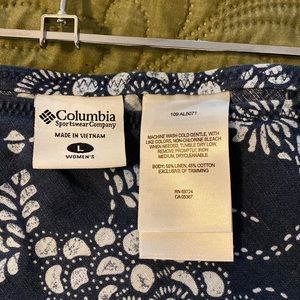 Columbia
Sportswear Company
MADE IN VIETNAM
L
WOMEN'S
109 AL8071
MACHINE WASH COLD GENTLE, WITH
LIKE COLORS, NON-CHLORINE BLEACH
WHEN NEEDED, TUMBLE DRY LOW,
REMOVE PROMPTLY, IRON
MEDIUM, DRYCLEANABLE
BODY: 55% LINEN, 45% COTTON
EXCLUSIVE OF TRIMMING
RN 69724
CA 05367